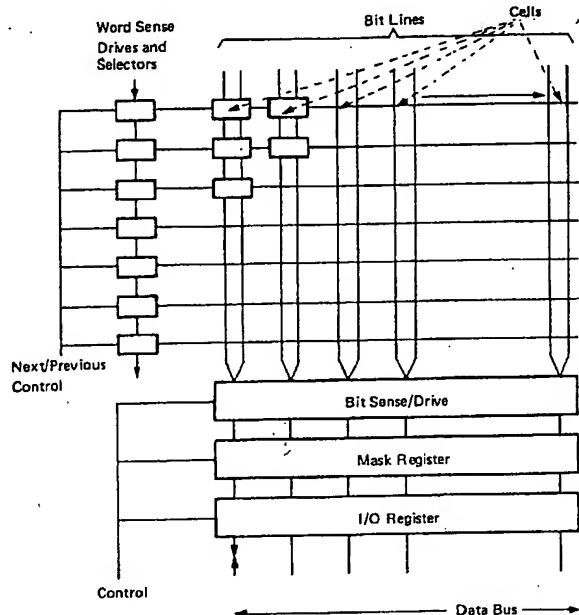 Cells
Bit Lines
Word Sense
Drives and
Selectors
Next/Previous
Control
Bit Sense/Drive
Mask Register
I/O Register
Control
Data Bus